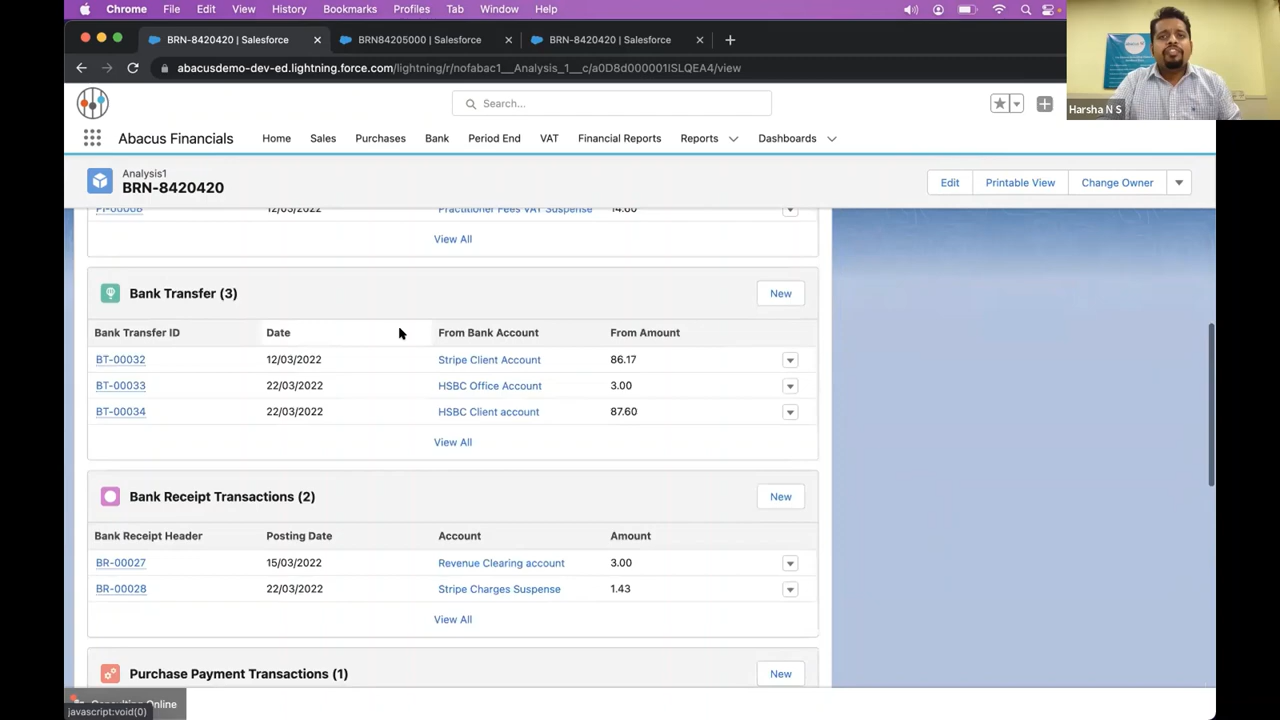 Chrome File Edit View History Bookmarks Profiles Tab Window Help
BRN-8420420 | Salesforce BRN84205000 | Salesforce BRN-8420420 | Salesforce
abacusdemo-dev-ed.lightning.force.com/lightning/r/novaac1__Analysis_1__c/a0D8d000001ISLQEA4/view
abacus
Harsha N S
Search...
Abacus Financials Home Sales Purchases Bank Period End VAT Financial Reports Reports Dashboards
Analysis1
BRN-8420420
Edit Printable View Change Owner
PI-00068 12/03/2022 Practitioner Fees VAT Suspense 14.60
View All
Bank Transfer (3) New
Bank Transfer ID Date From Bank Account From Amount
BT-00032 12/03/2022 Stripe Client Account 86.17
BT-00033 22/03/2022 HSBC Office Account 3.00
BT-00034 22/03/2022 HSBC Client account 87.60
View All
Bank Receipt Transactions (2) New
Bank Receipt Header Posting Date Account Amount
BR-00027 15/03/2022 Revenue Clearing account 3.00
BR-00028 22/03/2022 Stripe Charges Suspense 1.43
View All
Purchase Payment Transactions (1) New
Consulting Online
javascript:void(0)